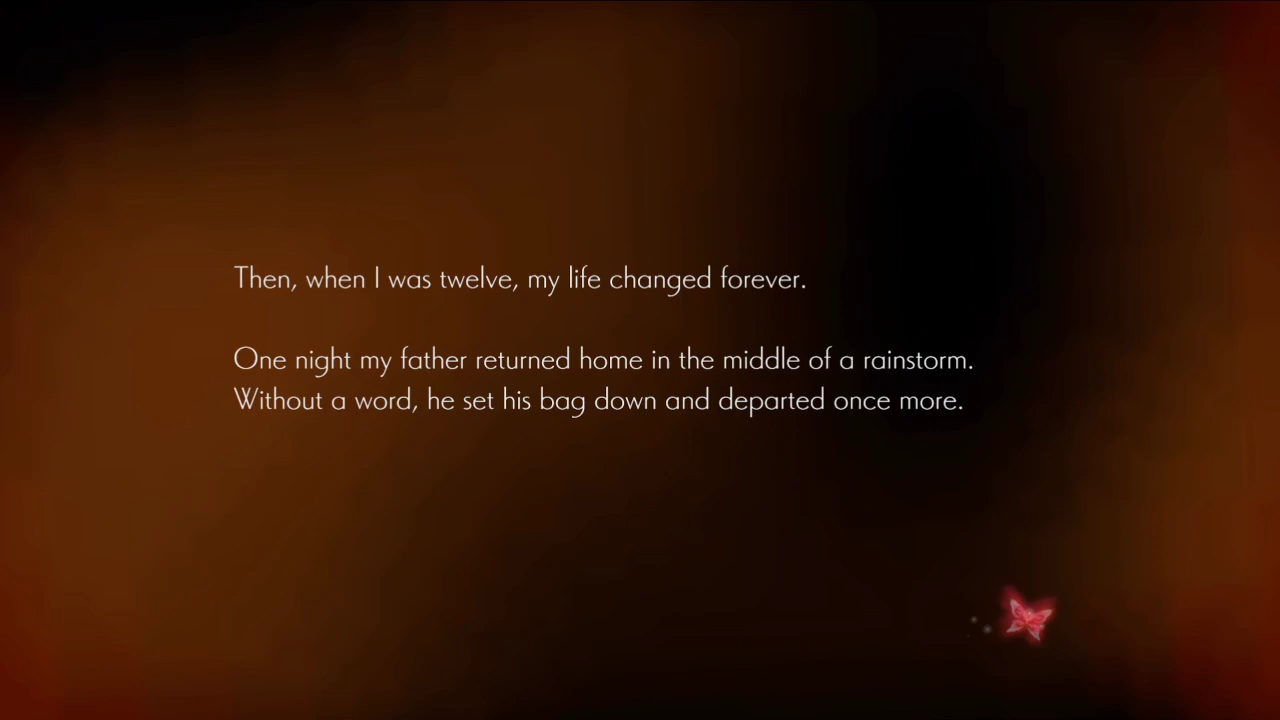 Then, when I was twelve, my life changed forever.
One night my father returned home in the middle of a rainstorm.
Without a word, he set his bag down and departed once more.